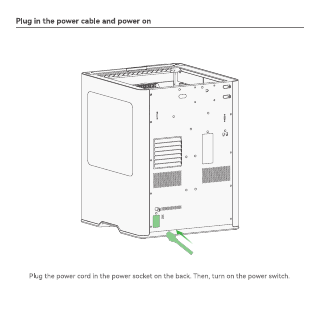 Plug in the power cable and power on
Plug the power cord in the power socket on the back. Then, turn on the power switch.